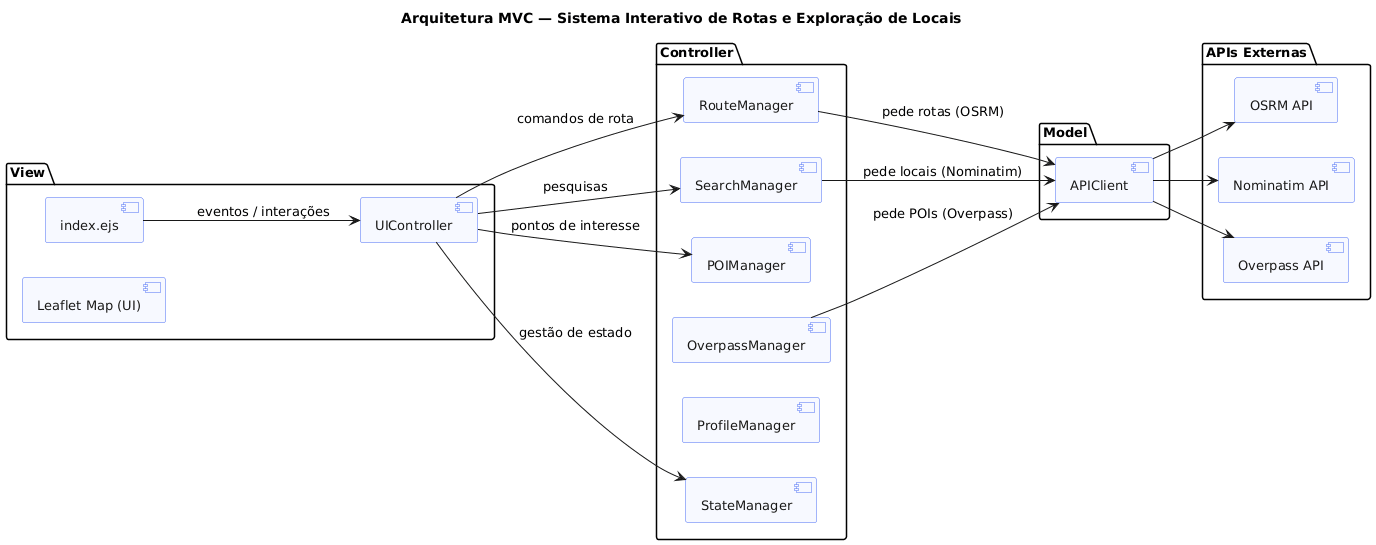 Arquitetura MVC — Sistema Interativo de Rotas e Exploração de Locais
View
index.ejs
eventos / interações
UIController
Leaflet Map (UI)
comandos de rota
pesquisas
pontos de interesse
gestão de estado
Controller
RouteManager
SearchManager
POIManager
OverpassManager
ProfileManager
StateManager
pede rotas (OSRM)
pede locais (Nominatim)
pede POIs (Overpass)
Model
APIClient
APIs Externas
OSRM API
Nominatim API
Overpass API